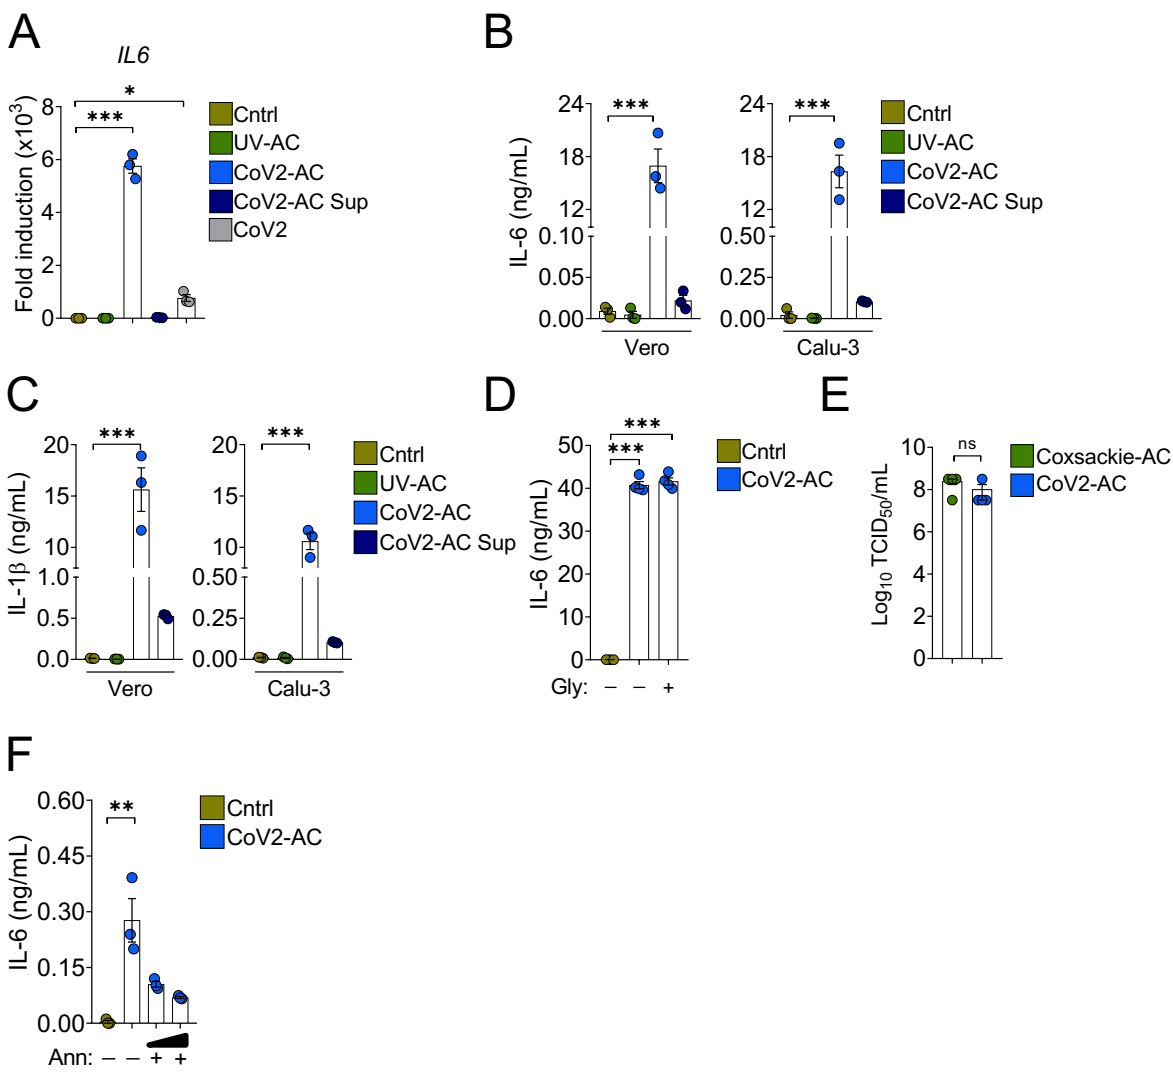 A
IL6
Fold induction (x10³)
8
6
4
2
0
***
*
Cntrl
UV-AC
CoV2-AC
CoV2-AC Sup
CoV2
B
IL-6 (ng/mL)
24
18
12
0.10
0.05
0.00
***
Vero
24
18
12
0.50
0.25
0.00
***
Calu-3
Cntrl
UV-AC
CoV2-AC
CoV2-AC Sup
C
IL-1β (ng/mL)
20
15
10
1.0
0.5
0.0
***
Vero
20
15
10
0.50
0.25
0.00
***
Calu-3
Cntrl
UV-AC
CoV2-AC
CoV2-AC Sup
D
IL-6 (ng/mL)
50
40
30
20
10
0
***
***
Gly: – – +
Cntrl
CoV2-AC
E
Log₁₀ TCID₅₀/mL
10
8
6
4
2
0
ns
Coxsackie-AC
CoV2-AC
F
IL-6 (ng/mL)
0.60
0.45
0.30
0.15
0.00
**
Ann: – – + +
Cntrl
CoV2-AC